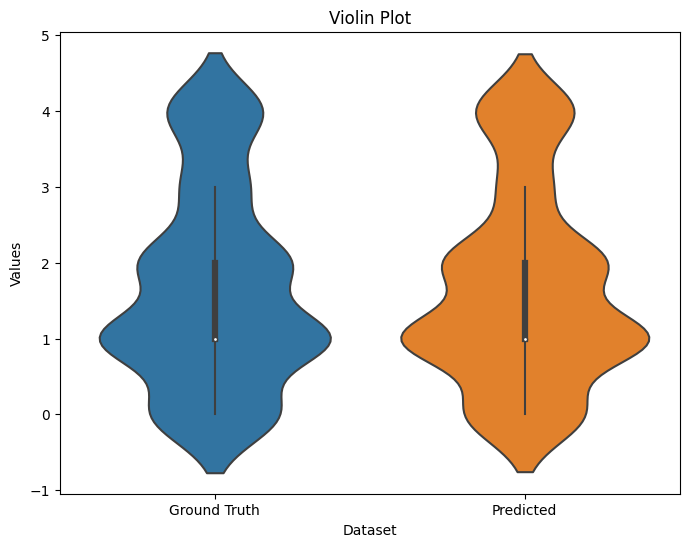 Violin Plot
5
4
3
2
1
0
−1
Values
Ground Truth
Predicted
Dataset